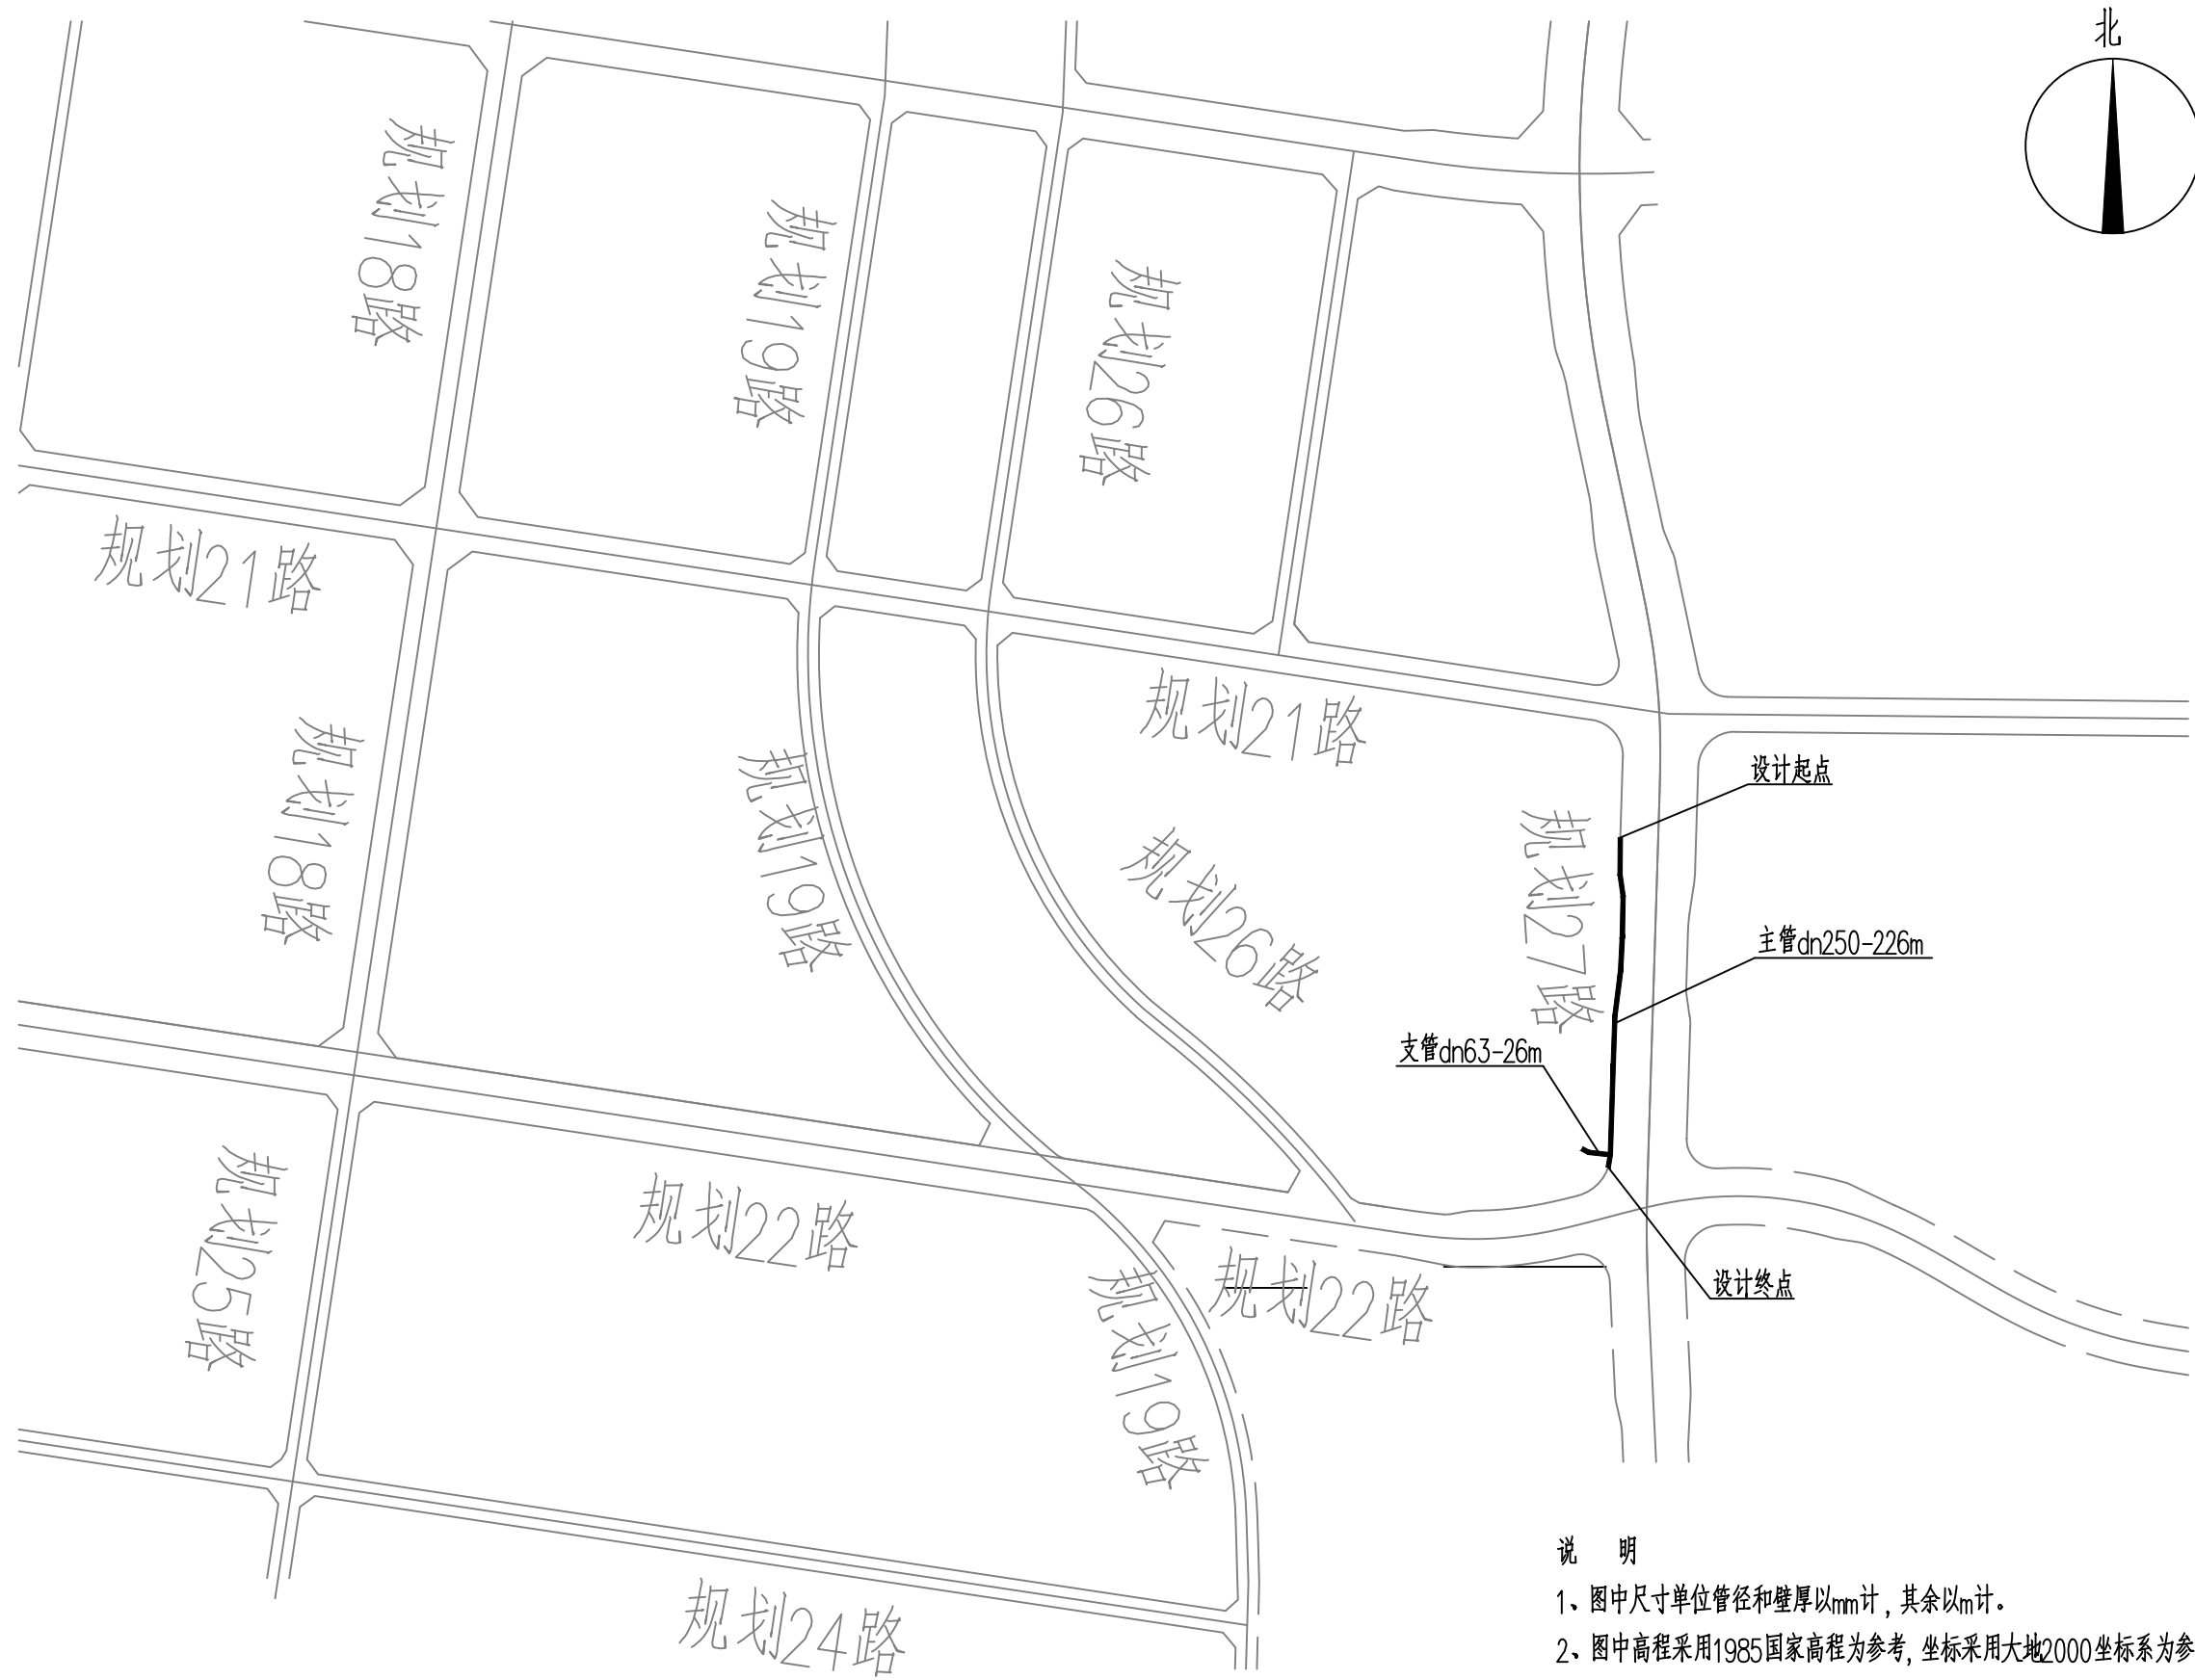 北
规划18路
规划19路
规划26路
规划21路
规划21路
规划18路
规划19路
设计起点
规划26路
规划27路
主管dn250-226m
支管dn63-26m
规划25路
规划22路
规划22路
规划19路
设计终点
说 明
1、图中尺寸单位管径和壁厚以mm计,其余以m计。
2、图中高程采用1985国家高程为参考,坐标采用大地2000坐标系为参
规划24路